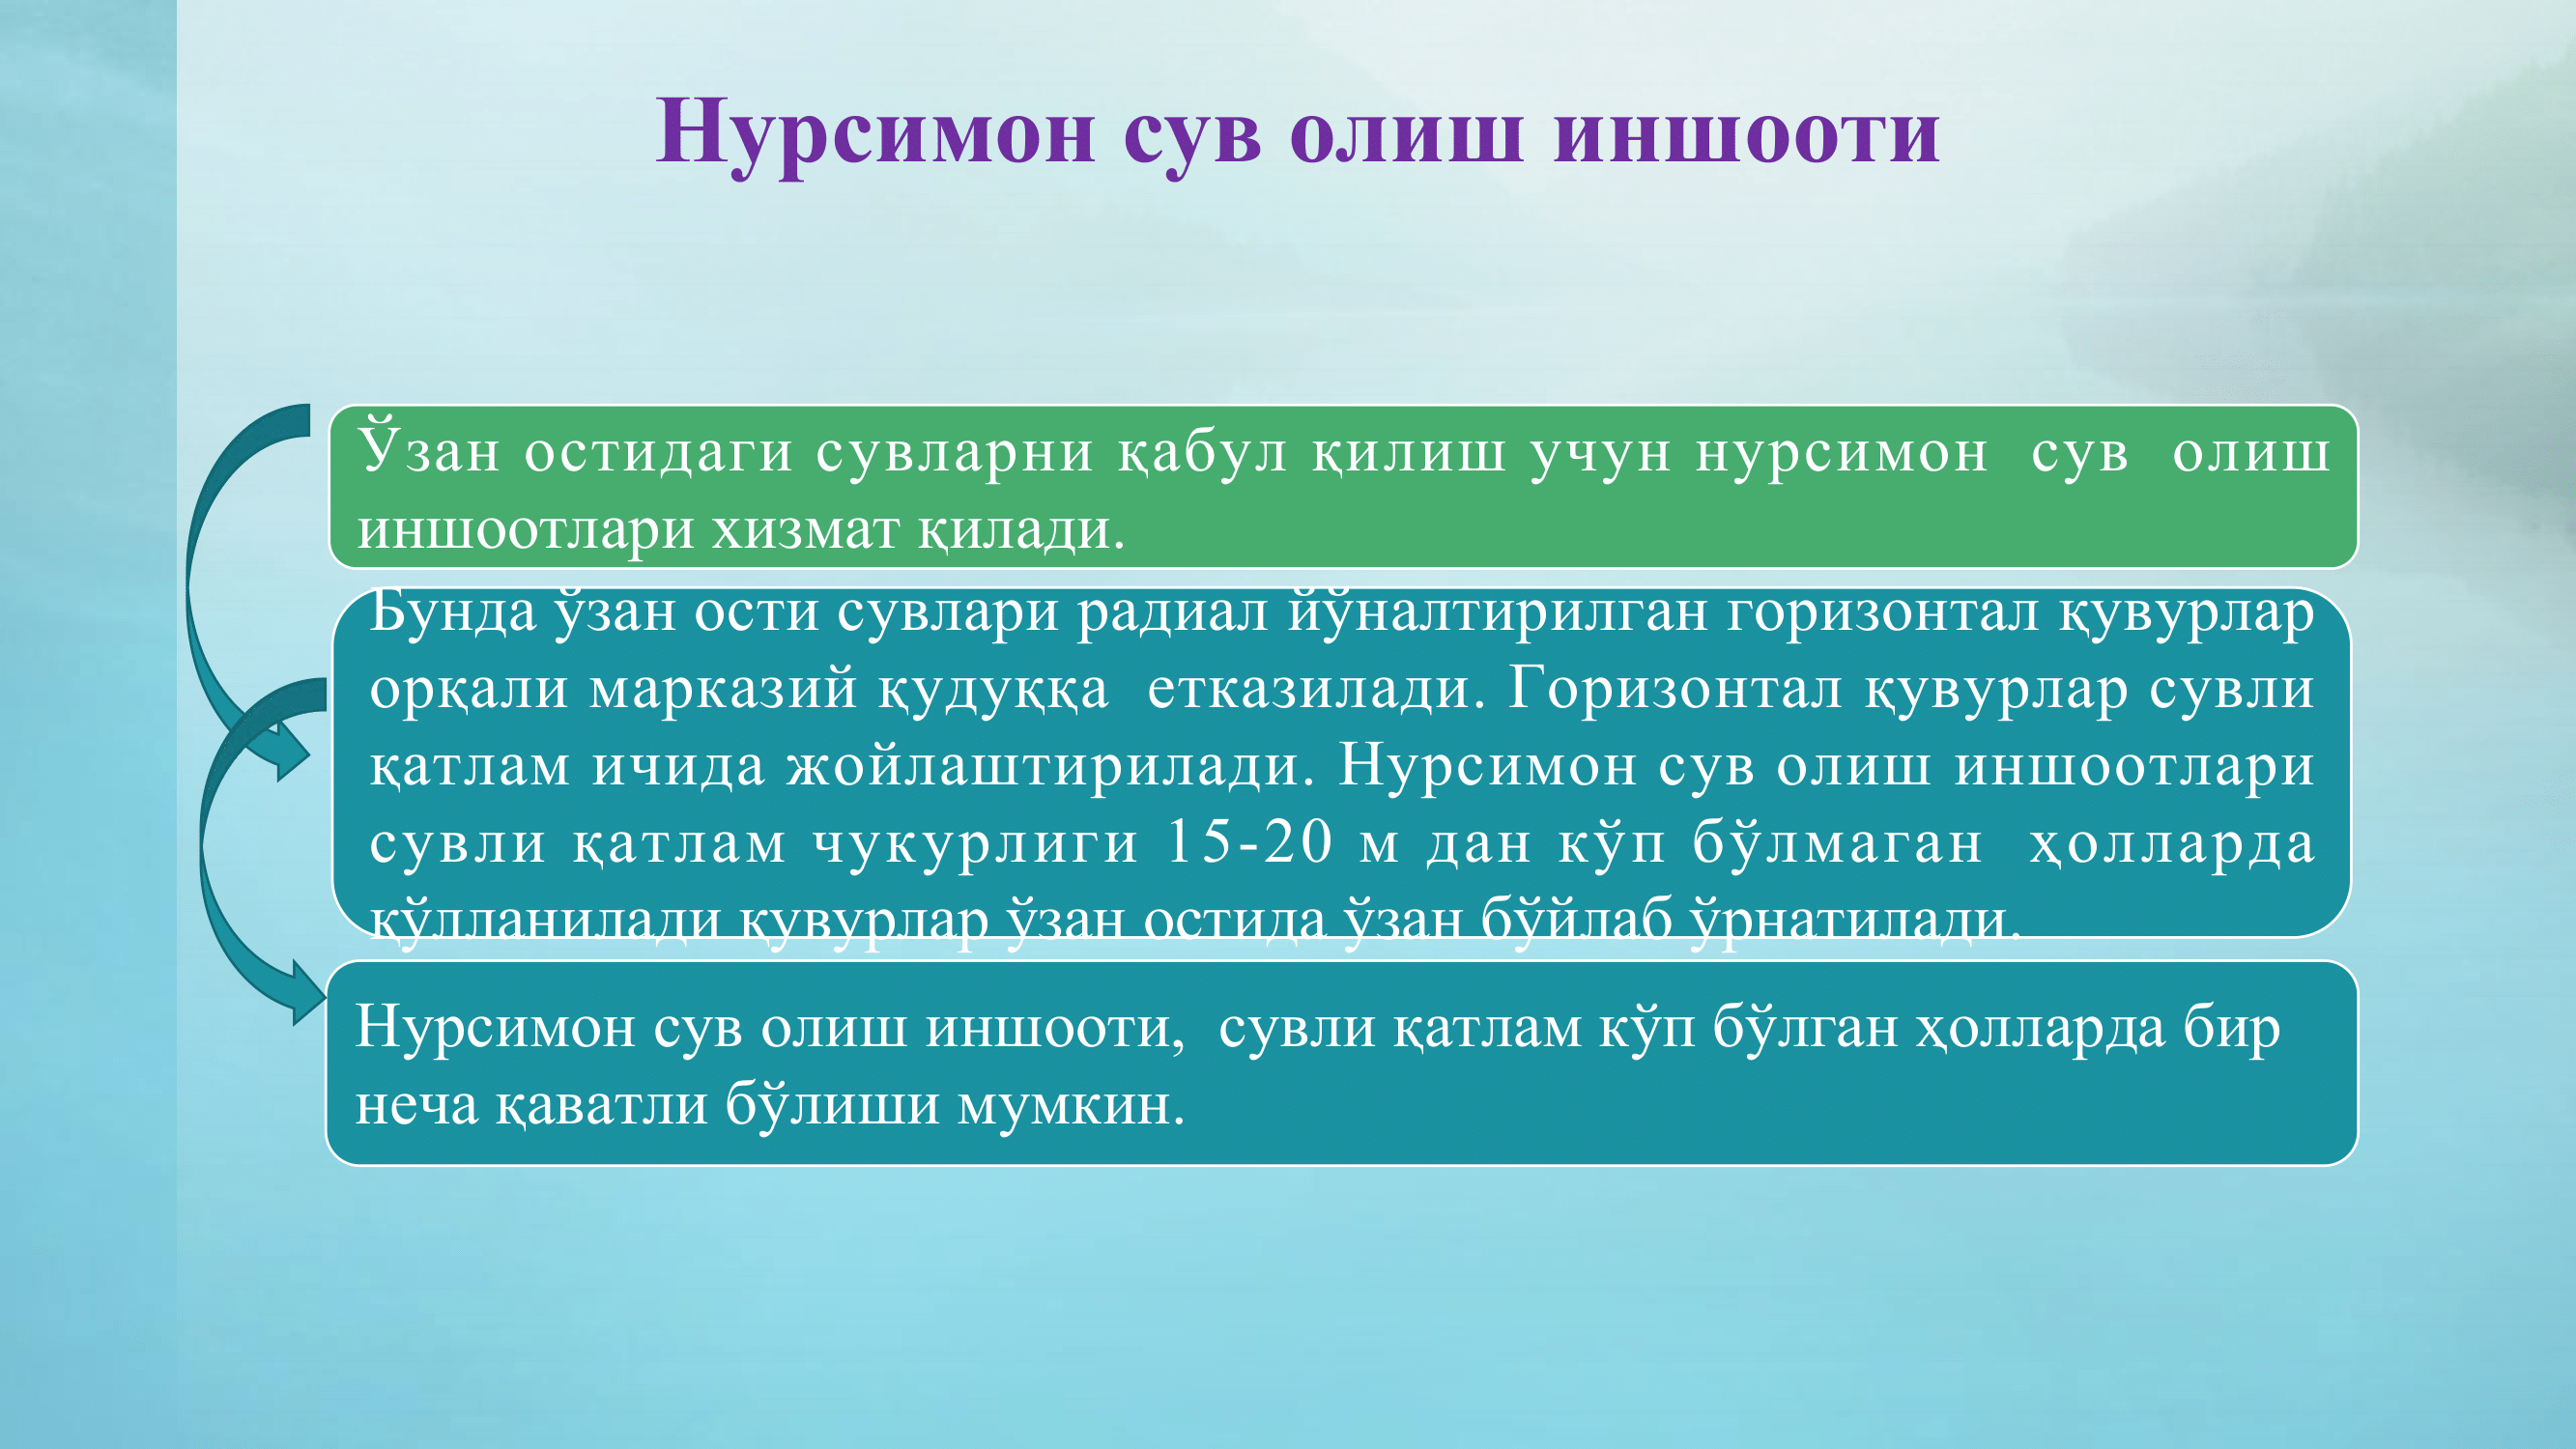 Нурсимон сув олиш иншооти
Ўзан остидаги сувларни қабул қилиш учун нурсимон сув олиш
иншоотлари хизмат қилади.
Бунда ўзан ости сувлари радиал йўналтирилган горизонтал қувурлар
орқали марказий қудуққа етказилади. Горизонтал қувурлар сувли
қатлам ичида жойлаштирилади. Нурсимон сув олиш иншоотлари
сувли қатлам чукурлиги 15-20 м дан кўп бўлмаган ҳолларда
қўлланилади қувурлар ўзан остида ўзан бўйлаб ўрнатилади.
Нурсимон сув олиш иншооти, сувли қатлам кўп бўлган ҳолларда бир
неча қаватли бўлиши мумкин.